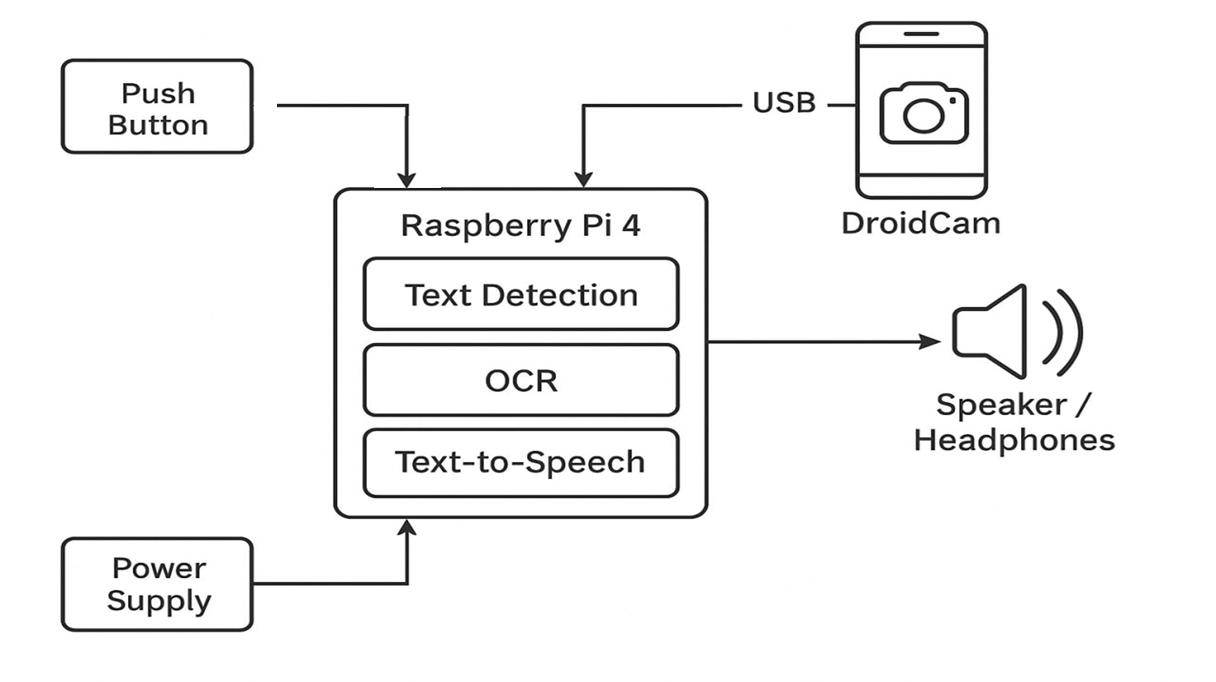 Push
Button
USB
DroidCam
Raspberry Pi 4
Text Detection
OCR
Text-to-Speech
Speaker /
Headphones
Power
Supply